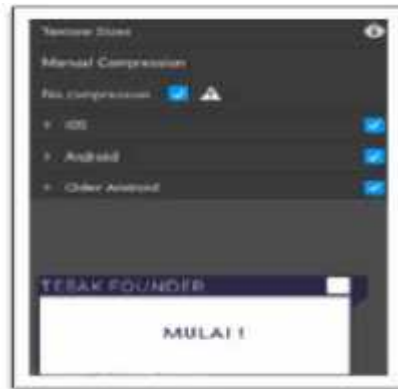 Texture Sizes
Manual Compression
No compression
iOS
Android
Older Android
TEBAK FOUNDER
MULAI !